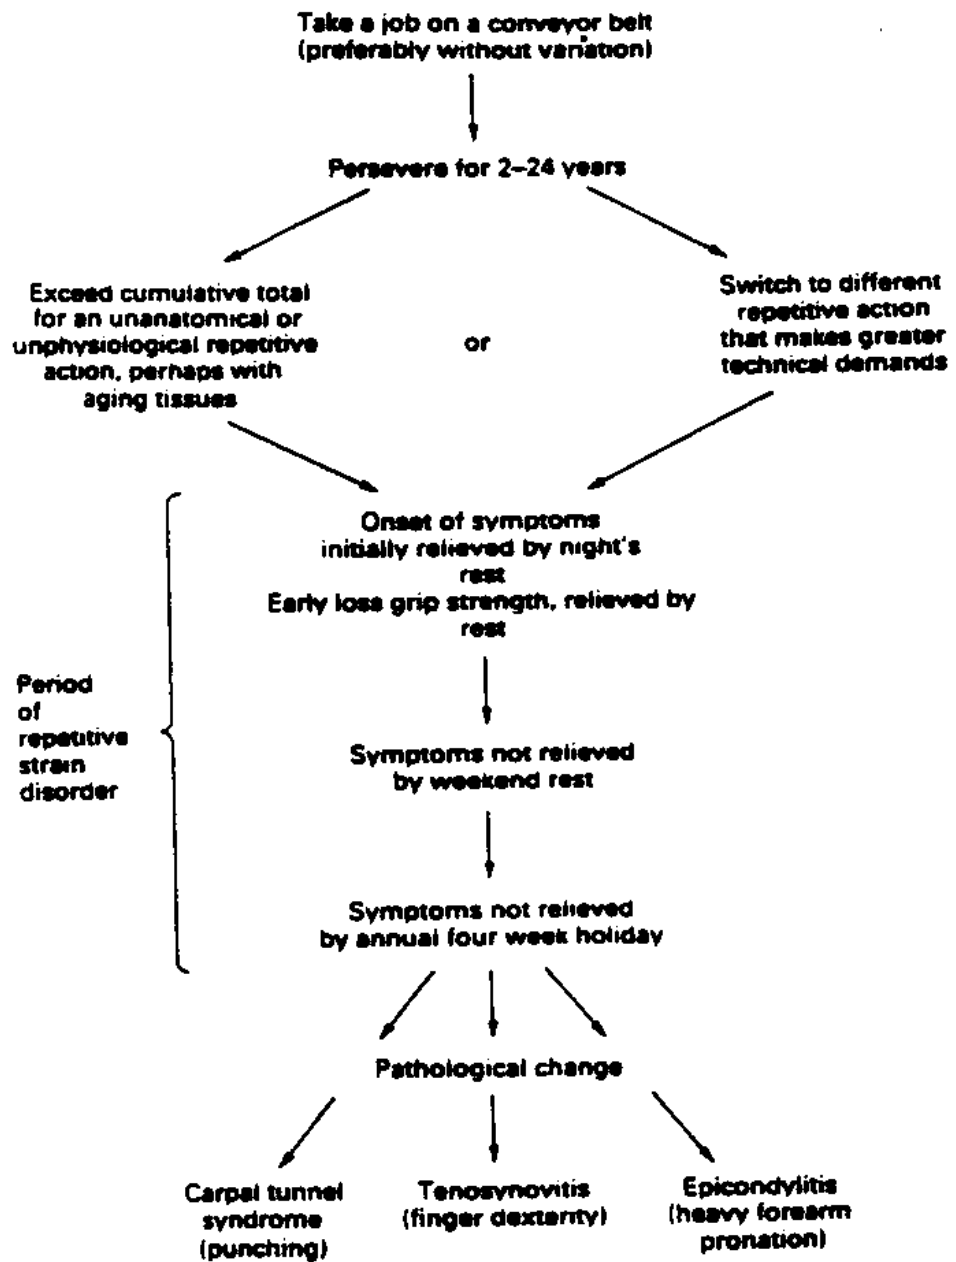 Take a job on a conveyor belt
(preferably without variation)
Persevere for 2–24 years
Exceed cumulative total
for an unanatomical or
unphysiological repetitive
action, perhaps with
aging tissues
or
Switch to different
repetitive action
that makes greater
technical demands
Onset of symptoms
initially relieved by night's
rest
Early loss grip strength, relieved by
rest
Period
of
repetitive
strain
disorder
Symptoms not relieved
by weekend rest
Symptoms not relieved
by annual four week holiday
Pathological change
Carpal tunnel
syndrome
(punching)
Tenosynovitis
(finger dexterity)
Epicondylitis
(heavy forearm
pronation)